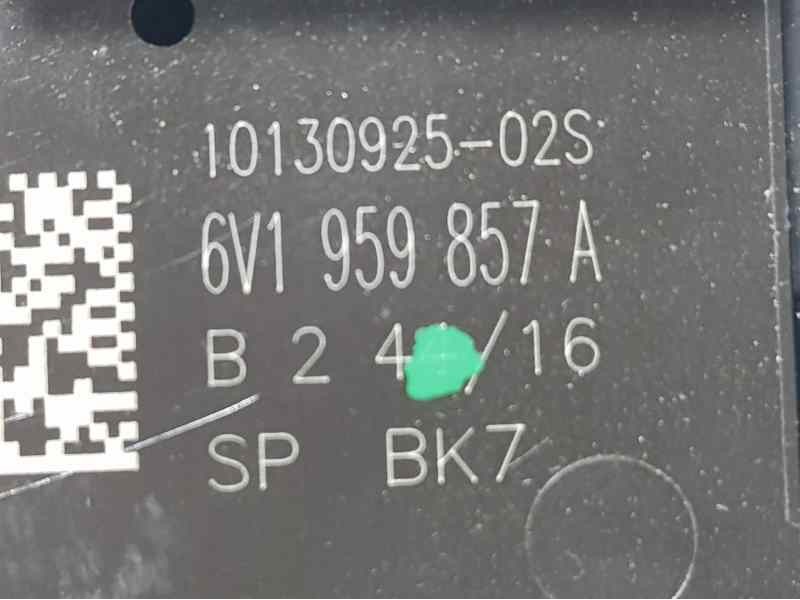 10130925-02S
6V1 959 857 A
B 2 4 /16
SP BK7